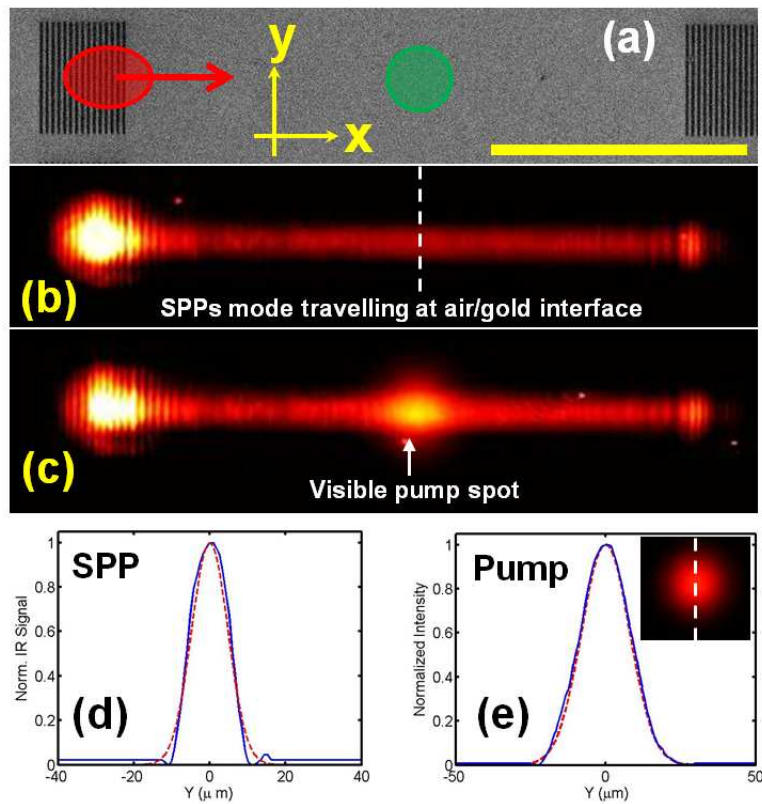 (a)
y
x
(b)
SPPs mode travelling at air/gold interface
(c)
Visible pump spot
SPP
(d)
Norm. IR Signal
1
0.8
0.6
0.4
0.2
0
-40 -20 0 20 40
Y (μ m)
Pump
(e)
Normalized Intensity
1
0.8
0.6
0.4
0.2
0
-50 0 50
Y (μm)